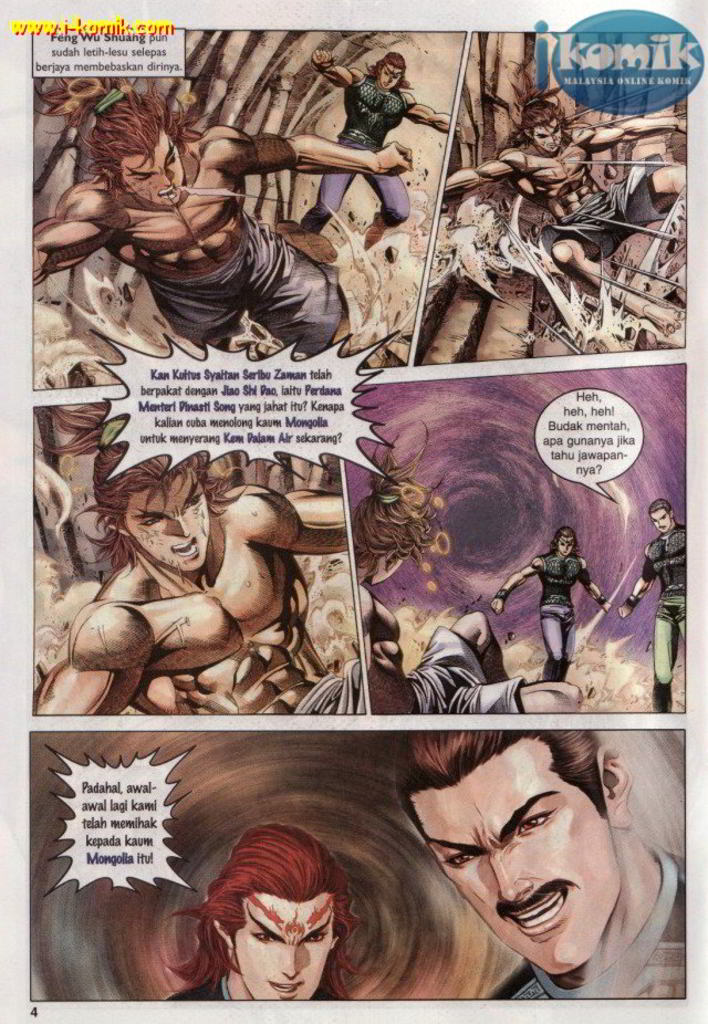 www.j-komik.com
Feng Wu Shuang pun
sudah letih-lesu selepas
berjaya membebaskan dirinya.
jkomik
MALAYSIA ONLINE KOMIK
Kan Kultus Syaitan Seribu Zaman telah
berpakat dengan Jiao Shi Dao, iaitu Perdana
Menteri Dinasti Song yang jahat itu? Kenapa
kalian cuba menolong kaum Mongolia
untuk menyerang Kem Dalam Air sekarang?
Heh,
heh, heh!
Budak mentah,
apa gunanya jika
tahu jawapan-
nya?
Padahal, awal-
awal lagi kami
telah memihak
kepada kaum
Mongolia itu!
4